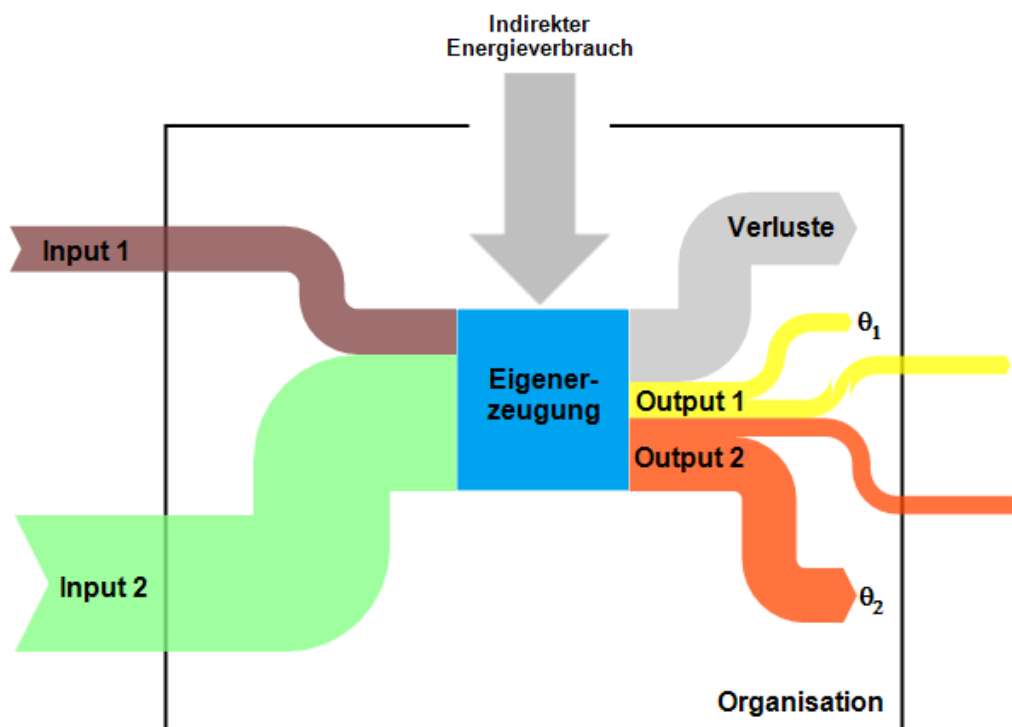 Indirekter
Energieverbrauch
Input 1
Verluste
θ1
Eigener-
zeugung
Output 1
Output 2
Input 2
θ2
Organisation